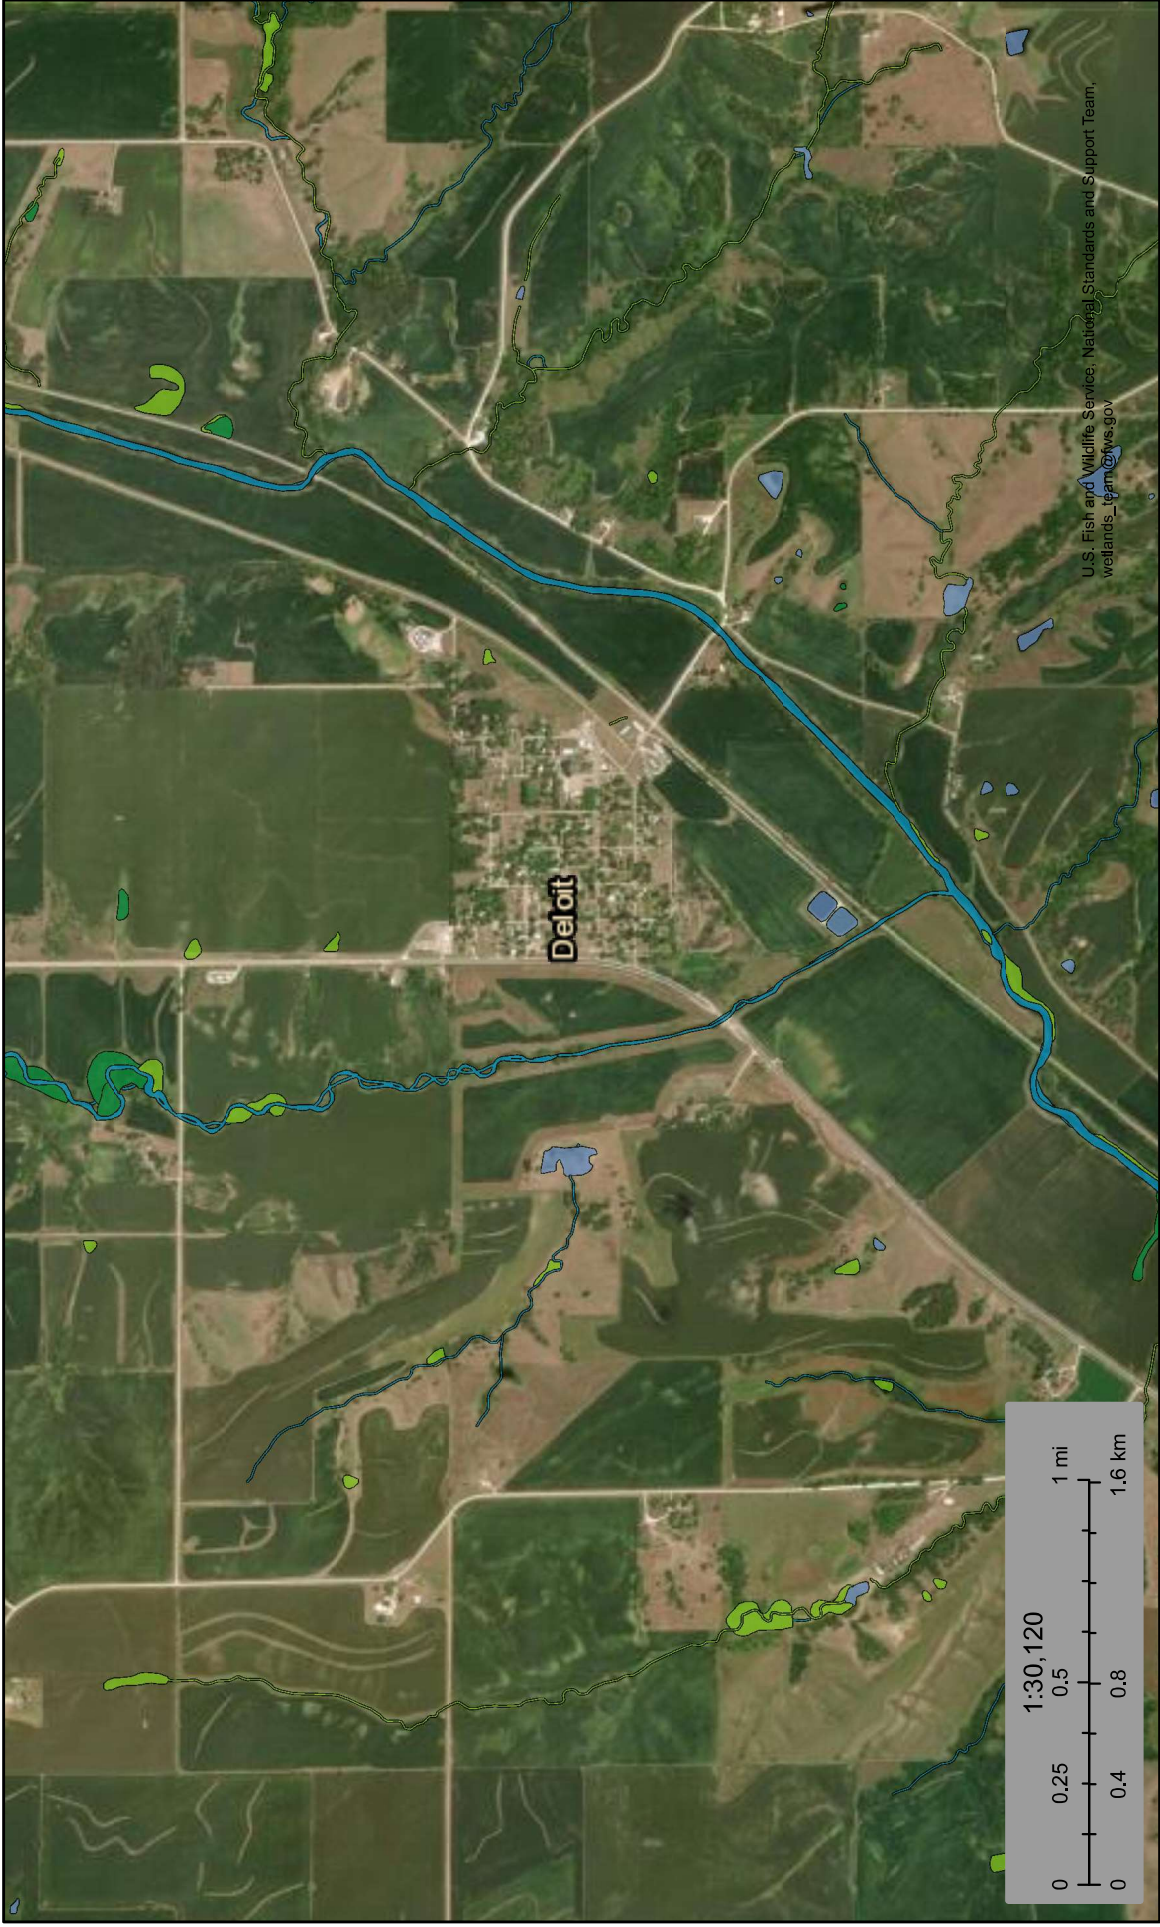 Deloit
U.S. Fish and Wildlife Service, National Standards and Support Team,
wetlands_team@fws.gov
1:30,120
0 0.25 0.5 1 mi
0 0.4 0.8 1.6 km